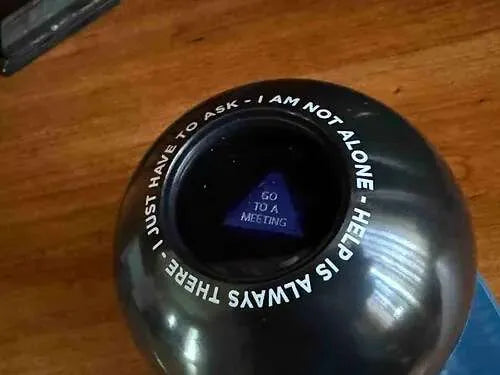 I AM NOT ALONE - HELP IS ALWAYS THERE - I JUST HAVE TO ASK -
GO
TO A
MEETING